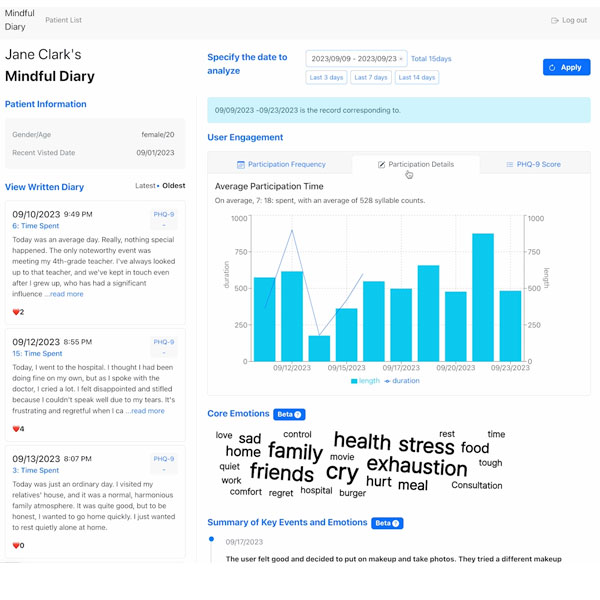 Mindful
Diary
Patient List
Log out
Jane Clark's
Mindful Diary
Patient Information
Gender/Age female/20
Recent Visted Date 09/01/2023
View Written Diary
Latest• Oldest
09/10/2023 9:49 PM
PHQ-9
-
6: Time Spent
Today was an average day. Really, nothing special
happened. The only noteworthy event was
meeting my 4th-grade teacher. I've always looked
up to that teacher, and we've kept in touch even
after I grew up, who has had a significant
influence ...read more
2
09/12/2023 8:55 PM
PHQ-9
-
15: Time Spent
Today, I went to the hospital. I thought I had been
doing fine on my own, but as I spoke with the
doctor, I cried a lot. I felt disappointed and stifled
because I couldn't speak well due to my tears. It's
frustrating and regretful when I ca ...read more
4
09/13/2023 8:07 PM
PHQ-9
-
3: Time Spent
Today was just an ordinary day. I visited my
relatives' house, and it was a normal, harmonious
family atmosphere. It was quite good, but to be
honest, I wanted to go home quickly. I just wanted
to rest quietly alone at home.
0
Specify the date to
analyze
2023/09/09 - 2023/09/23 ×
Total 15days
Last 3 days
Last 7 days
Last 14 days
Apply
09/09/2023 ~09/23/2023 is the record corresponding to.
User Engagement
Participation Frequency
Participation Details
PHQ-9 Score
Average Participation Time
On average, 7: 18: spent, with an average of 528 syllable counts.
1000
750
500
250
0
duration
1000
750
500
250
0
length
09/12/2023
09/15/2023
09/17/2023
09/20/2023
09/23/2023
length
duration
Core Emotions
Beta ?
love
sad
control
health
stress
rest
time
home
family
movie
food
quiet
friends
cry
exhaustion
tough
work
hurt
meal
Consultation
comfort
regret
hospital
burger
Summary of Key Events and Emotions
Beta ?
09/17/2023
The user felt good and decided to put on makeup and take photos. They tried a different makeup